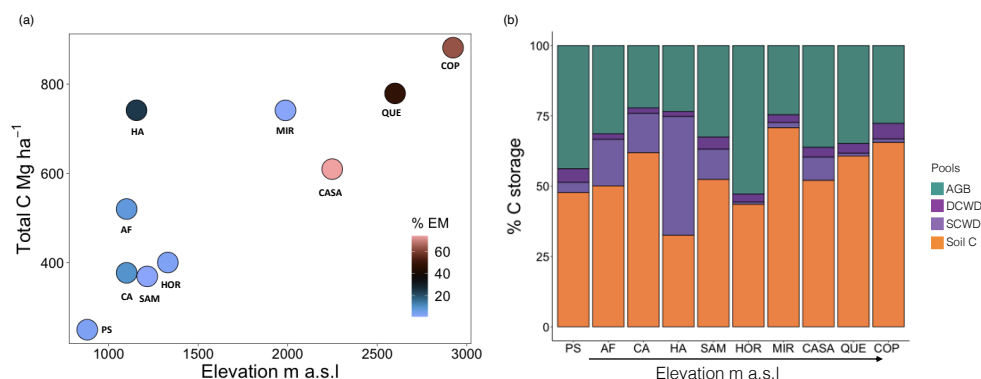 (a)
Total C Mg ha⁻¹
800
600
400
COP
QUE
HA
MIR
CASA
AF
CA
SAM
HOR
PS
% EM
60
40
20
1000 1500 2000 2500 3000
Elevation m a.s.l
(b)
% C storage
100
75
50
25
0
PS AF CA HA SAM HOR MIR CASA QUE COP
Elevation m a.s.l
Pools
AGB
DCWD
SCWD
Soil C